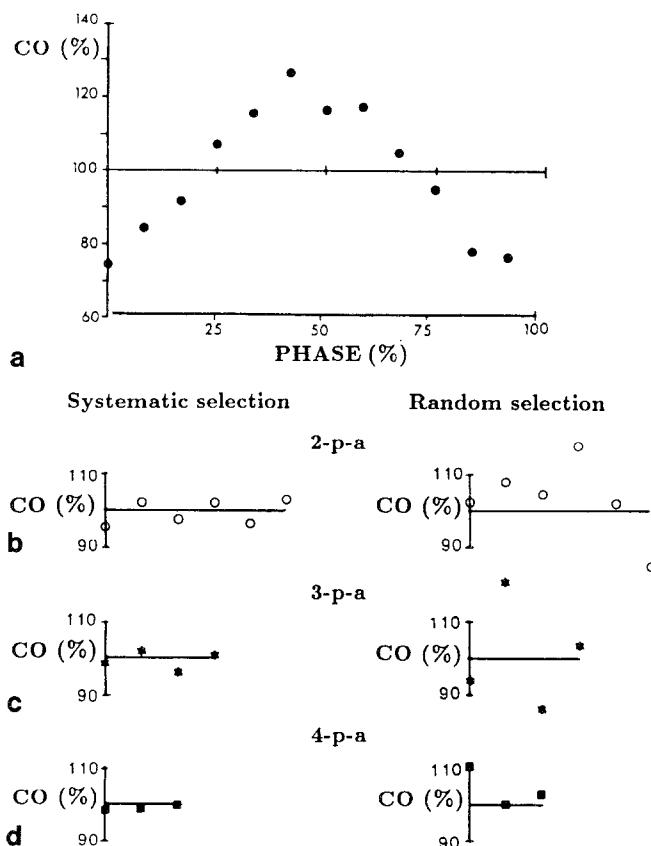 140
CO (%)
120
100
80
60
25 50 75 100
a PHASE (%)
Systematic selection Random selection
2-p-a
110 110
CO (%) CO (%)
b 90 90
3-p-a
110 110
CO (%) CO (%)
c 90 90
4-p-a
110 110
CO (%) CO (%)
d 90 90